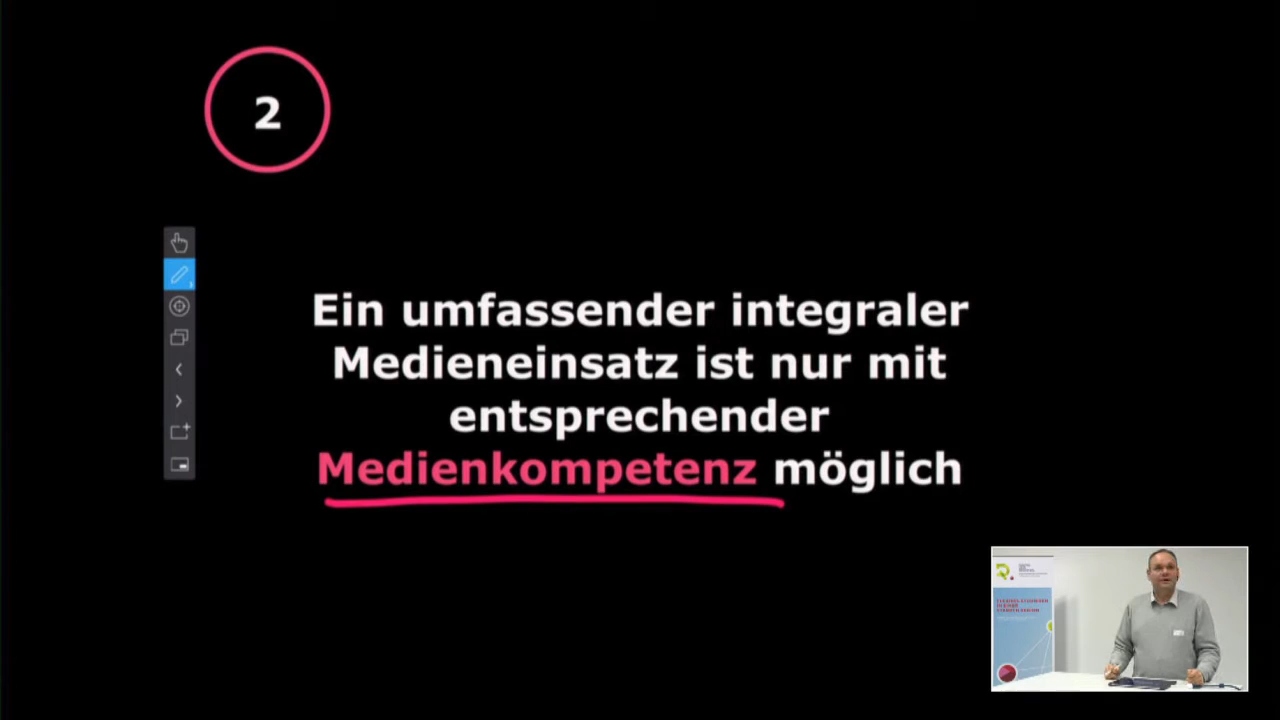 2
Ein umfassender integraler
Medieneinsatz ist nur mit
entsprechender
Medienkompetenz möglich